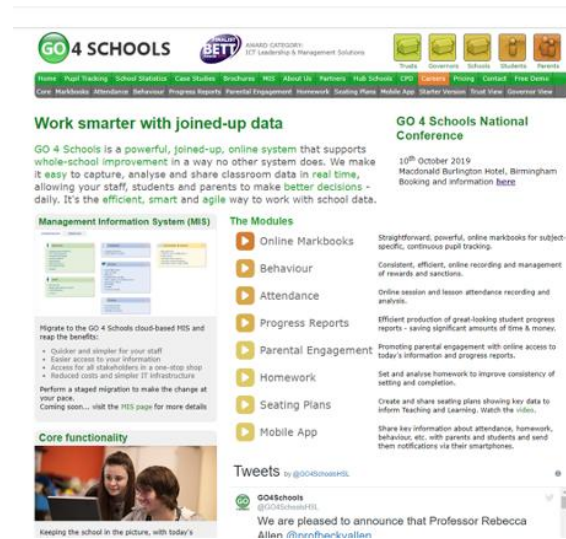 GO 4 SCHOOLS
FINALIST
BETT
AWARD CATEGORY:
ICT Leadership & Management Solutions
Trusts Governors Schools Students Parents
Home Pupil Tracking School Statistics Case Studies Brochures MIS About Us Partners Hub Schools CPD Careers Pricing Contact Free Demo
Core Markbooks Attendance Behaviour Progress Reports Parental Engagement Homework Seating Plans Mobile App Starter Version Trust View Governor View
Work smarter with joined-up data
GO 4 Schools is a powerful, joined-up, online system that supports
whole-school improvement in a way no other system does. We make
it easy to capture, analyse and share classroom data in real time,
allowing your staff, students and parents to make better decisions -
daily. It's the efficient, smart and agile way to work with school data.
GO 4 Schools National
Conference
10th October 2019
Macdonald Burlington Hotel, Birmingham
Booking and information here
Management Information System (MIS)
Migrate to the GO 4 Schools cloud-based MIS and
reap the benefits:
• Quicker and simpler for your staff
• Easier access to your information
• Access for all stakeholders in a one-stop shop
• Reduced costs and simpler IT infrastructure
Perform a staged migration to make the change at
your pace.
Coming soon... visit the MIS page for more details
Core functionality
Keeping the school in the picture, with today's
The Modules
Online Markbooks
Straightforward, powerful, online markbooks for subject-
specific, continuous pupil tracking.
Behaviour
Consistent, efficient, online recording and management
of rewards and sanctions.
Attendance
Online session and lesson attendance recording and
analysis.
Progress Reports
Efficient production of great-looking student progress
reports - saving significant amounts of time & money.
Parental Engagement
Promoting parental engagement with online access to
today's information and progress reports.
Homework
Set and analyse homework to improve consistency of
setting and completion.
Seating Plans
Create and share seating plans showing key data to
inform Teaching and Learning. Watch the video.
Mobile App
Share key information about attendance, homework,
behaviour, etc. with parents and students and send
them notifications via their smartphones.
Tweets by @GO4SchoolsHSL
GO4Schools
@GO4SchoolsHSL
We are pleased to announce that Professor Rebecca
Allen @profbeckyallen